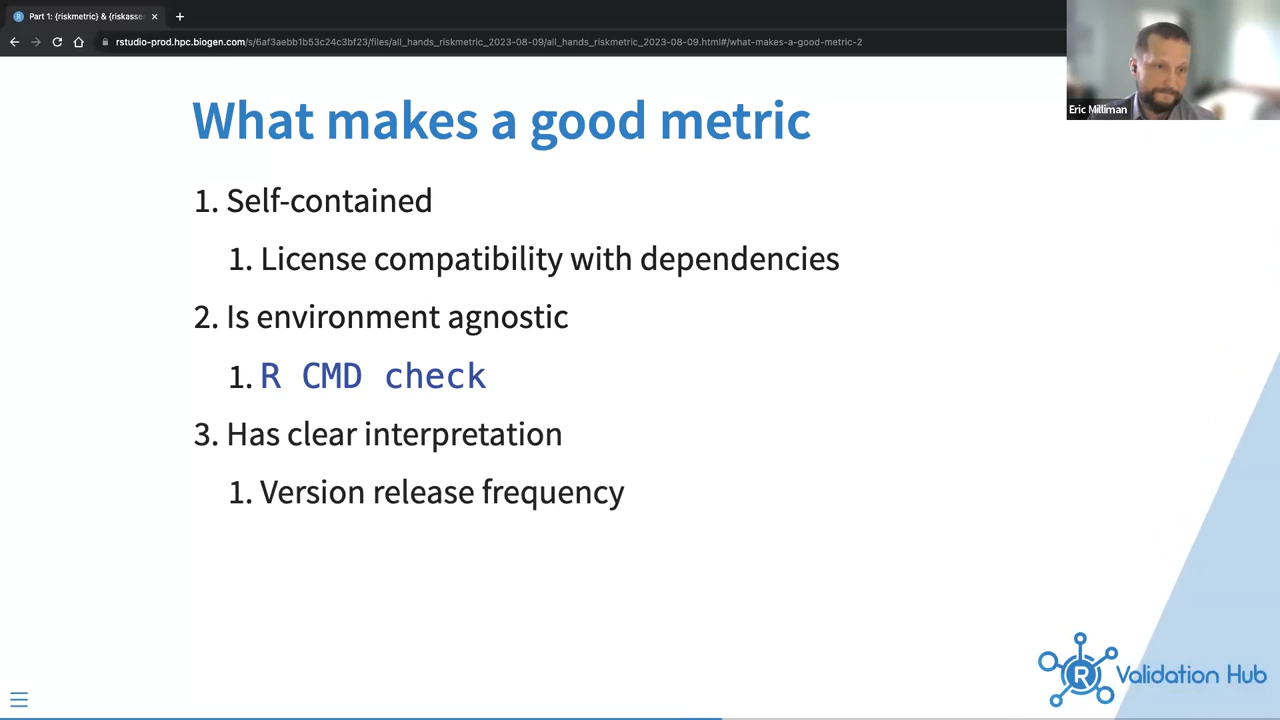 Part 1: {riskmetric} & {riskasse
rstudio-prod.hpc.biogen.com/s/6af3aebb1b53c24c3bf23/files/all_hands_riskmetric_2023-08-09/all_hands_riskmetric_2023-08-09.html#/what-makes-a-good-metric-2
Eric Milliman
What makes a good metric
1. Self-contained
1. License compatibility with dependencies
2. Is environment agnostic
1. R CMD check
3. Has clear interpretation
1. Version release frequency
R Validation Hub